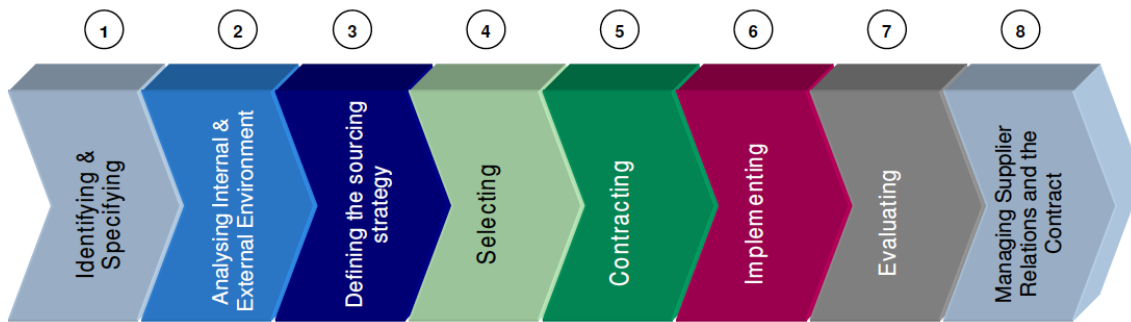 1
2
3
4
5
6
7
8
Identifying &
Specifying
Analysing Internal &
External Environment
Defining the sourcing
strategy
Selecting
Contracting
Implementing
Evaluating
Managing Supplier
Relations and the
Contract